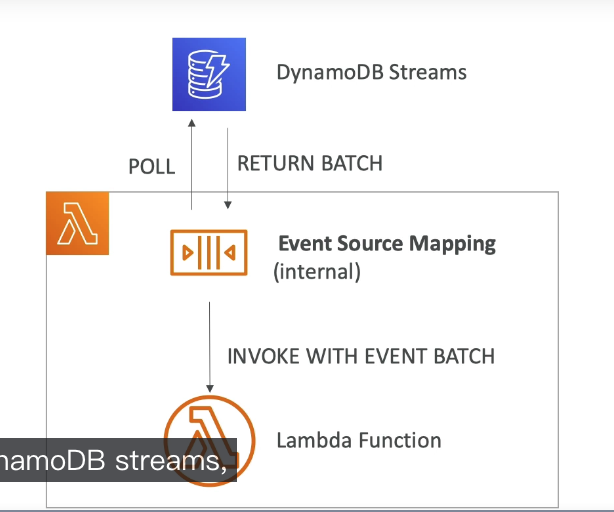 DynamoDB Streams
POLL
RETURN BATCH
Event Source Mapping
(internal)
INVOKE WITH EVENT BATCH
Lambda Function
namoDB streams,